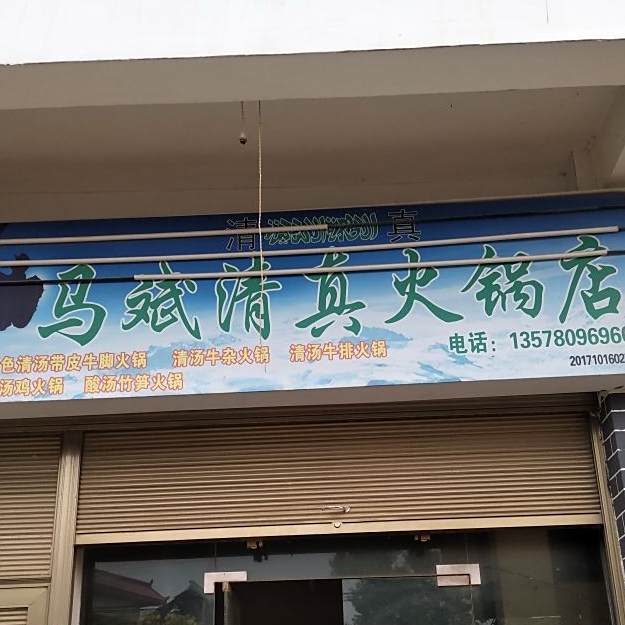 清 真
马斌清真火锅店
色清汤带皮牛脚火锅 清汤牛杂火锅 清汤牛排火锅
汤鸡火锅 酸汤竹笋火锅
电话：1357809696
2017101602